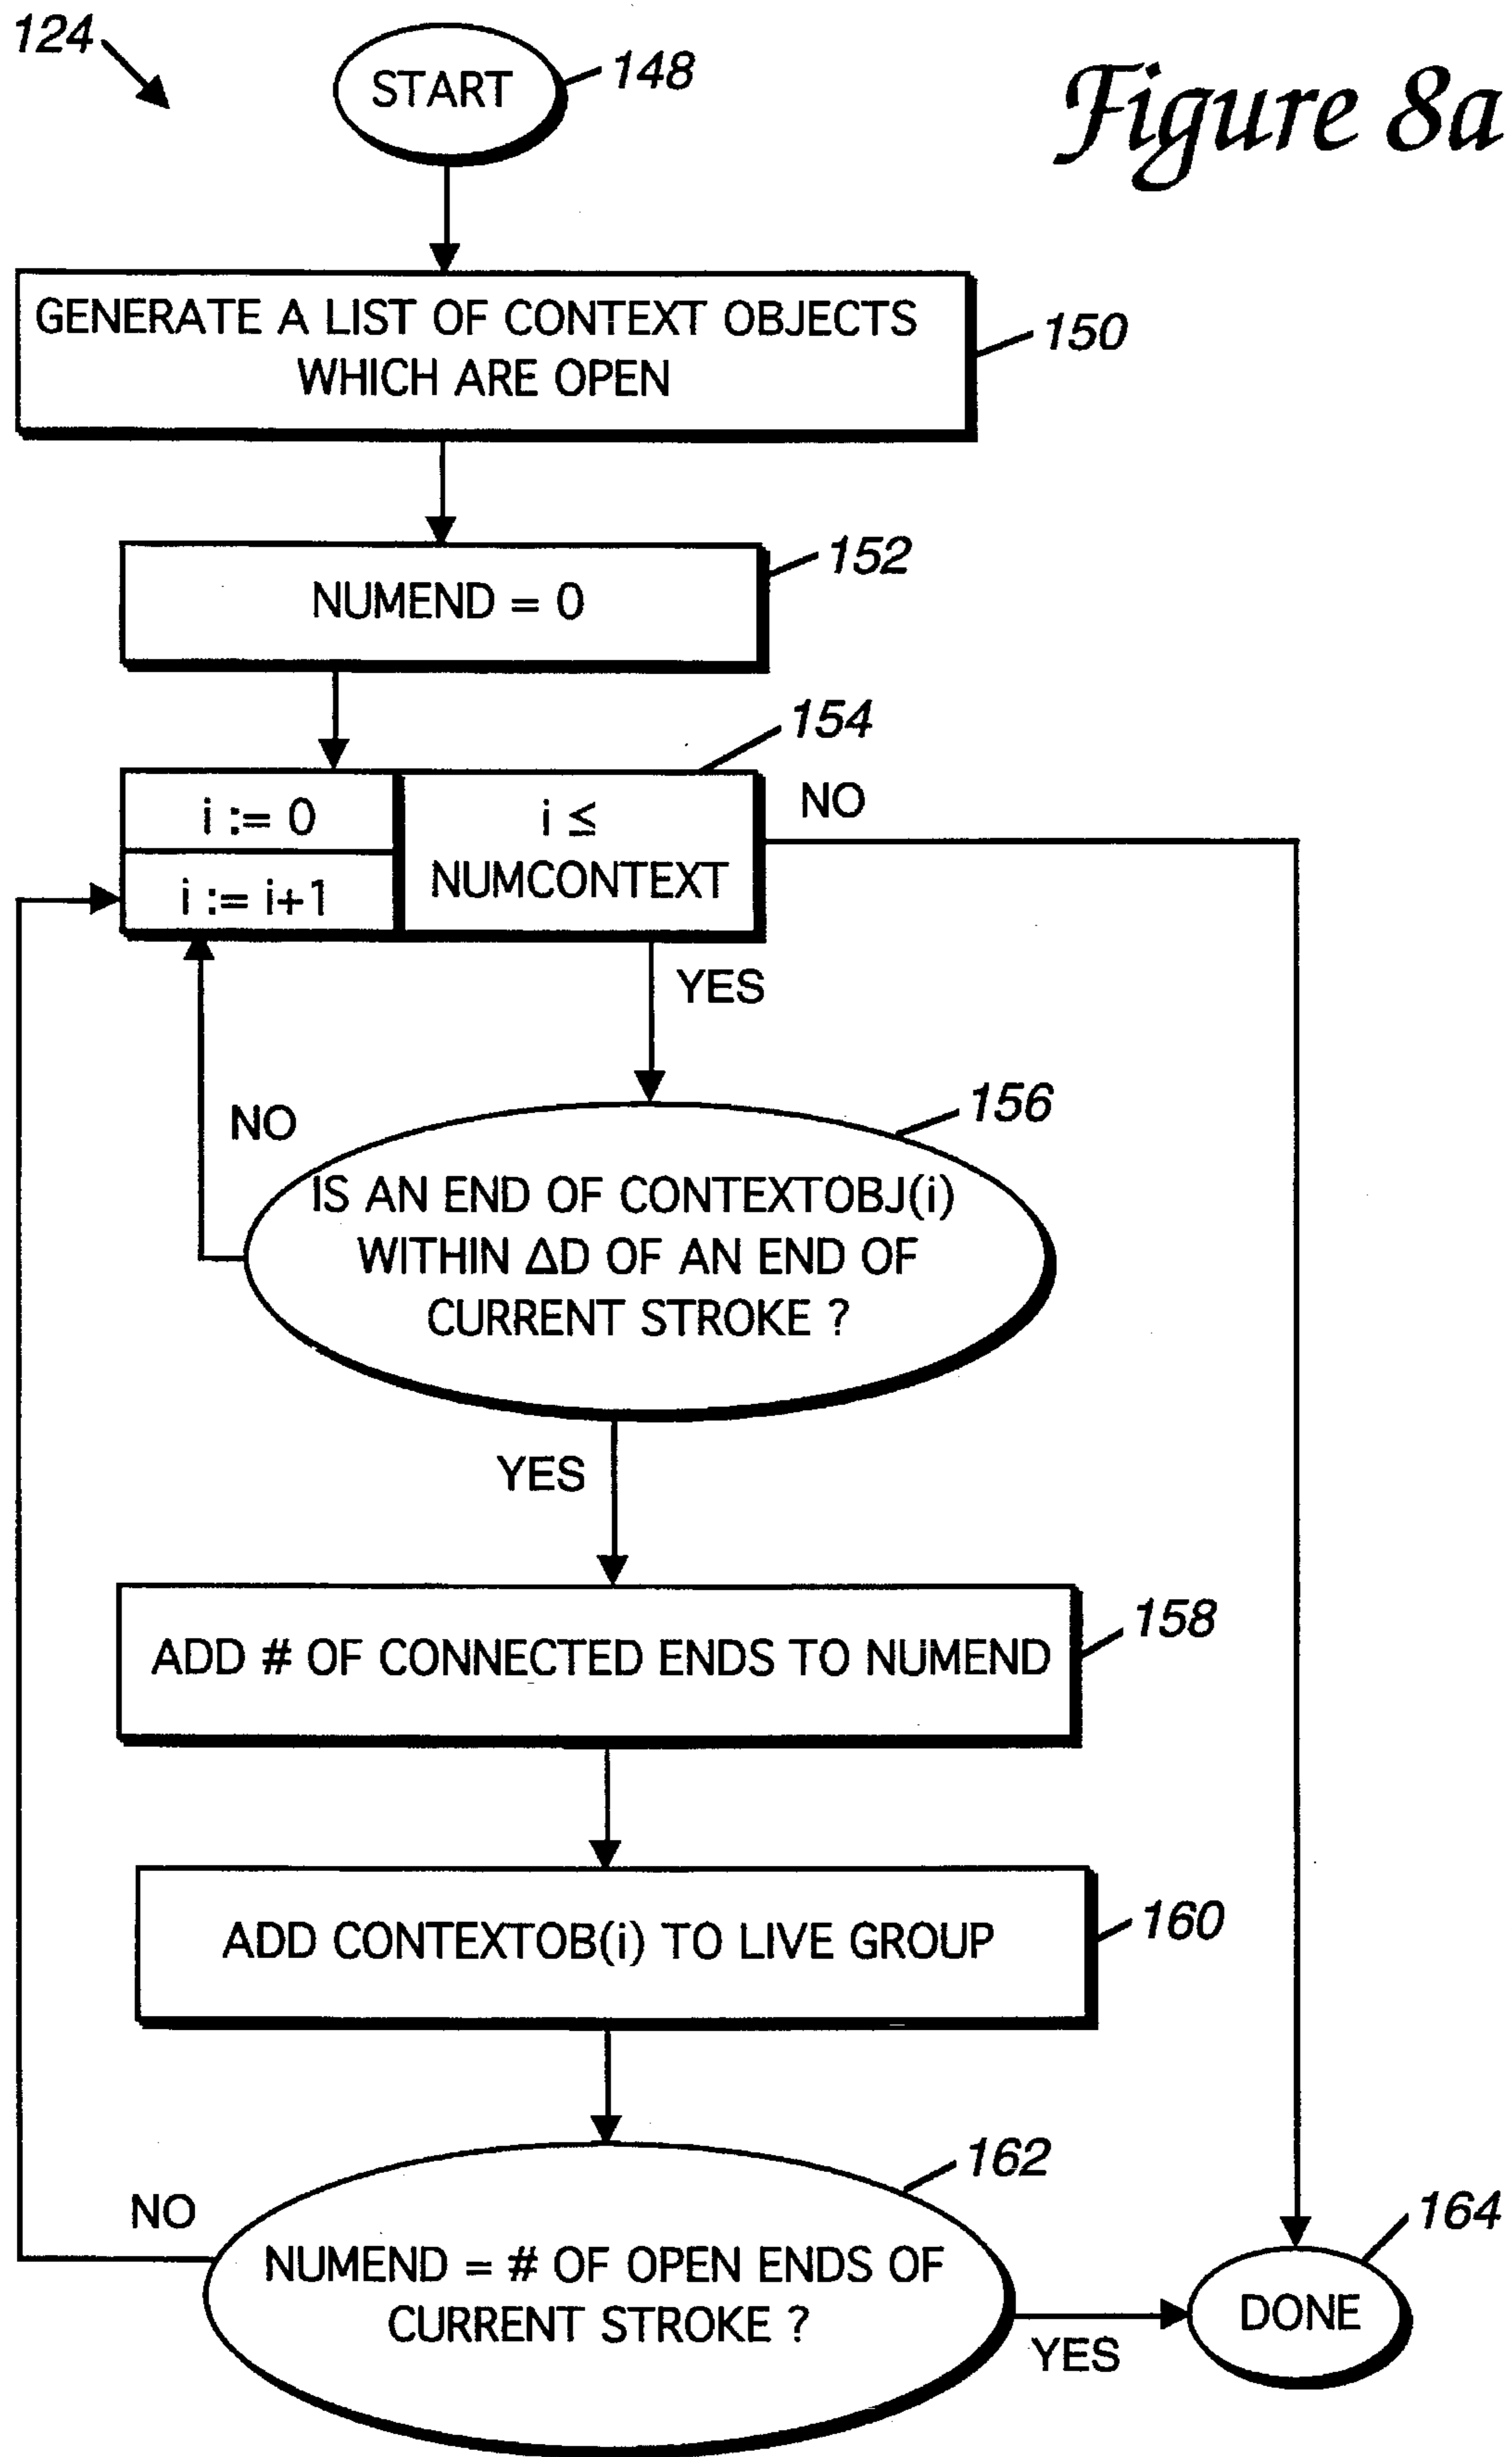 124
START
148
Figure 8a
GENERATE A LIST OF CONTEXT OBJECTS
WHICH ARE OPEN
150
NUMEND = 0
152
154
i := 0
i := i+1
i ≤
NUMCONTEXT
NO
YES
NO
156
IS AN END OF CONTEXTOBJ(i)
WITHIN ΔD OF AN END OF
CURRENT STROKE ?
YES
ADD # OF CONNECTED ENDS TO NUMEND
158
ADD CONTEXTOB(i) TO LIVE GROUP
160
162
NO
NUMEND = # OF OPEN ENDS OF
CURRENT STROKE ?
YES
164
DONE